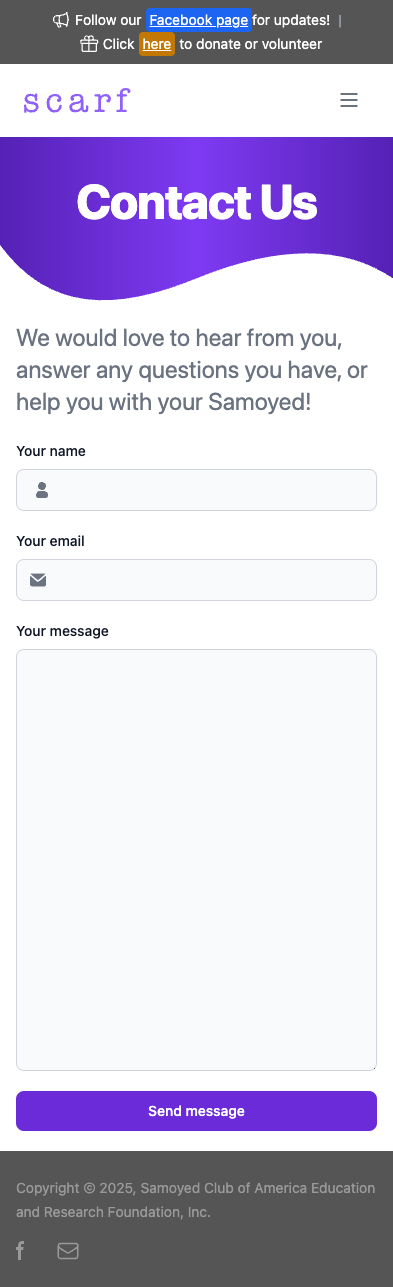 Follow our Facebook page for updates! |
Click here to donate or volunteer
scarf
Contact Us
We would love to hear from you,
answer any questions you have, or
help you with your Samoyed!
Your name
Your email
Your message
Send message
Copyright © 2025, Samoyed Club of America Education
and Research Foundation, Inc.